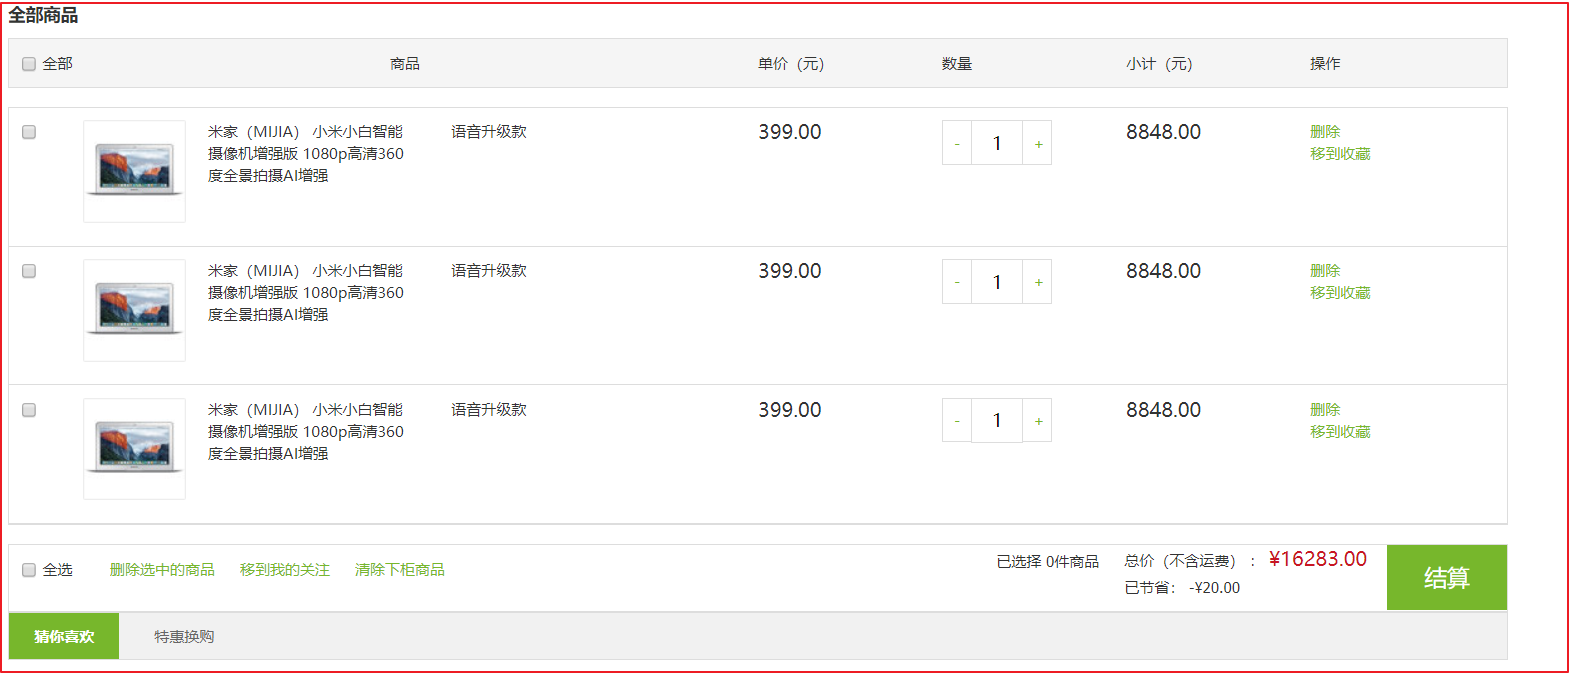 全部商品
全部 商品 单价（元） 数量 小计（元） 操作
米家（MIJIA） 小米小白智能 语音升级款 399.00 - 1 + 8848.00 删除
摄像机增强版 1080p高清360 移到收藏
度全景拍摄AI增强
米家（MIJIA） 小米小白智能 语音升级款 399.00 - 1 + 8848.00 删除
摄像机增强版 1080p高清360 移到收藏
度全景拍摄AI增强
米家（MIJIA） 小米小白智能 语音升级款 399.00 - 1 + 8848.00 删除
摄像机增强版 1080p高清360 移到收藏
度全景拍摄AI增强
全选 删除选中的商品 移到我的关注 清除下柜商品 已选择 0件商品 总价（不含运费）： ¥16283.00 结算
已节省： -¥20.00
猜你喜欢 特惠换购